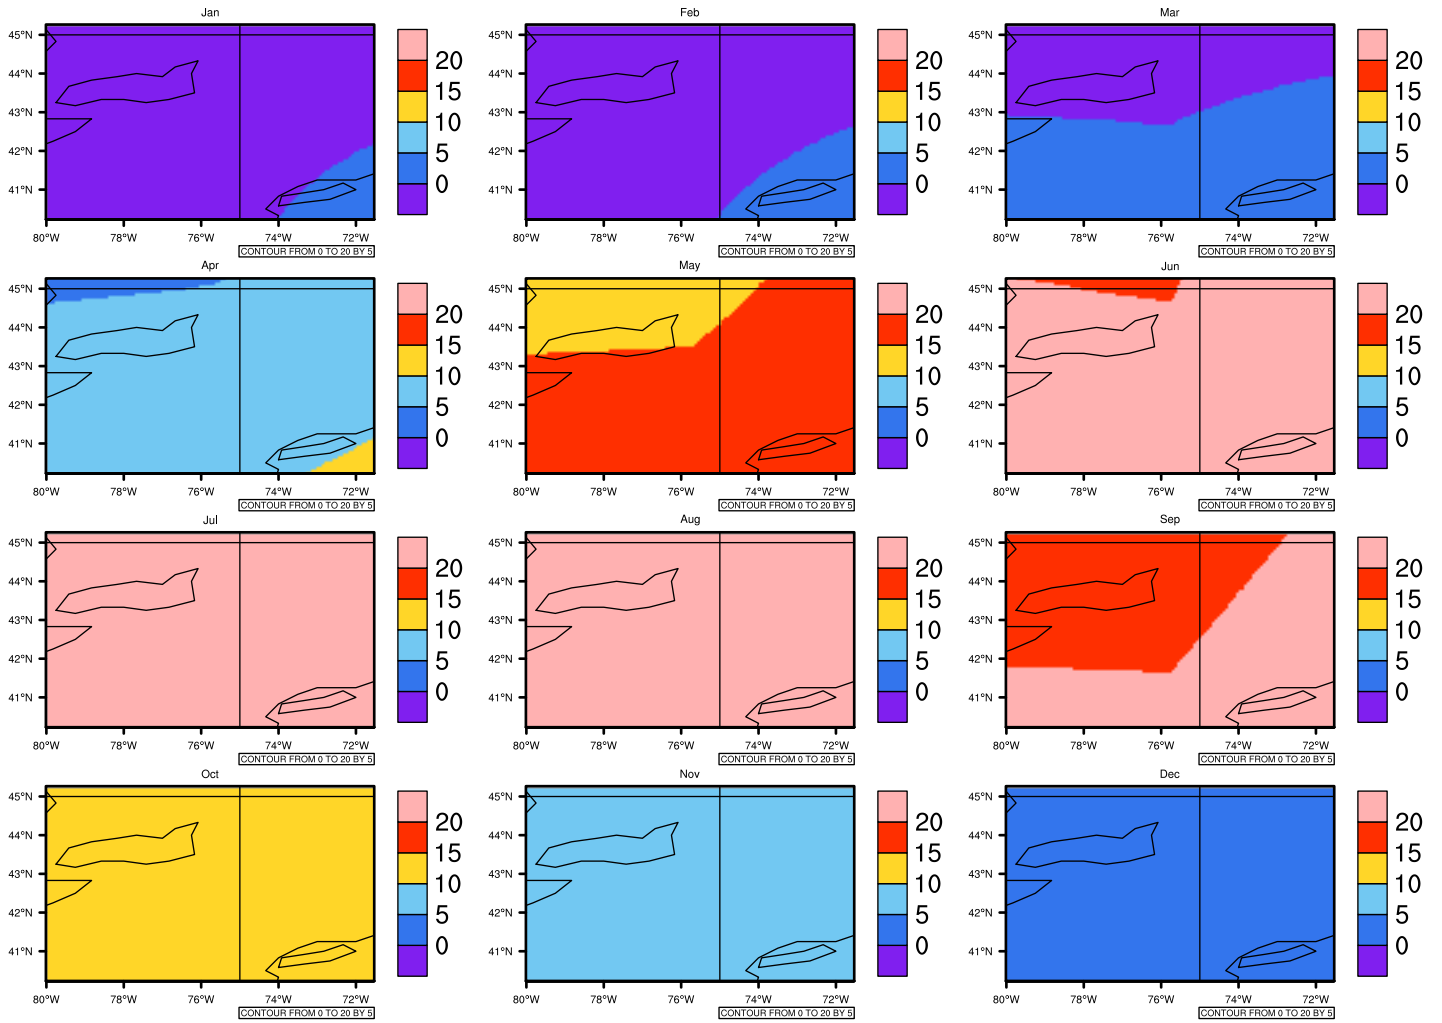 Jan Feb Mar
45°N 20 45°N 20 45°N 20
44°N 15 44°N 15 44°N 15
43°N 10 43°N 10 43°N 10
42°N 5 42°N 5 42°N 5
41°N 0 41°N 0 41°N 0
80°W 78°W 76°W 74°W 72°W 80°W 78°W 76°W 74°W 72°W 80°W 78°W 76°W 74°W 72°W
CONTOUR FROM 0 TO 20 BY 5 CONTOUR FROM 0 TO 20 BY 5 CONTOUR FROM 0 TO 20 BY 5
Apr May Jun
45°N 20 45°N 20 45°N 20
44°N 15 44°N 15 44°N 15
43°N 10 43°N 10 43°N 10
42°N 5 42°N 5 42°N 5
41°N 0 41°N 0 41°N 0
80°W 78°W 76°W 74°W 72°W 80°W 78°W 76°W 74°W 72°W 80°W 78°W 76°W 74°W 72°W
CONTOUR FROM 0 TO 20 BY 5 CONTOUR FROM 0 TO 20 BY 5 CONTOUR FROM 0 TO 20 BY 5
Jul Aug Sep
45°N 20 45°N 20 45°N 20
44°N 15 44°N 15 44°N 15
43°N 10 43°N 10 43°N 10
42°N 5 42°N 5 42°N 5
41°N 0 41°N 0 41°N 0
80°W 78°W 76°W 74°W 72°W 80°W 78°W 76°W 74°W 72°W 80°W 78°W 76°W 74°W 72°W
CONTOUR FROM 0 TO 20 BY 5 CONTOUR FROM 0 TO 20 BY 5 CONTOUR FROM 0 TO 20 BY 5
Oct Nov Dec
45°N 20 45°N 20 45°N 20
44°N 15 44°N 15 44°N 15
43°N 10 43°N 10 43°N 10
42°N 5 42°N 5 42°N 5
41°N 0 41°N 0 41°N 0
80°W 78°W 76°W 74°W 72°W 80°W 78°W 76°W 74°W 72°W 80°W 78°W 76°W 74°W 72°W
CONTOUR FROM 0 TO 20 BY 5 CONTOUR FROM 0 TO 20 BY 5 CONTOUR FROM 0 TO 20 BY 5